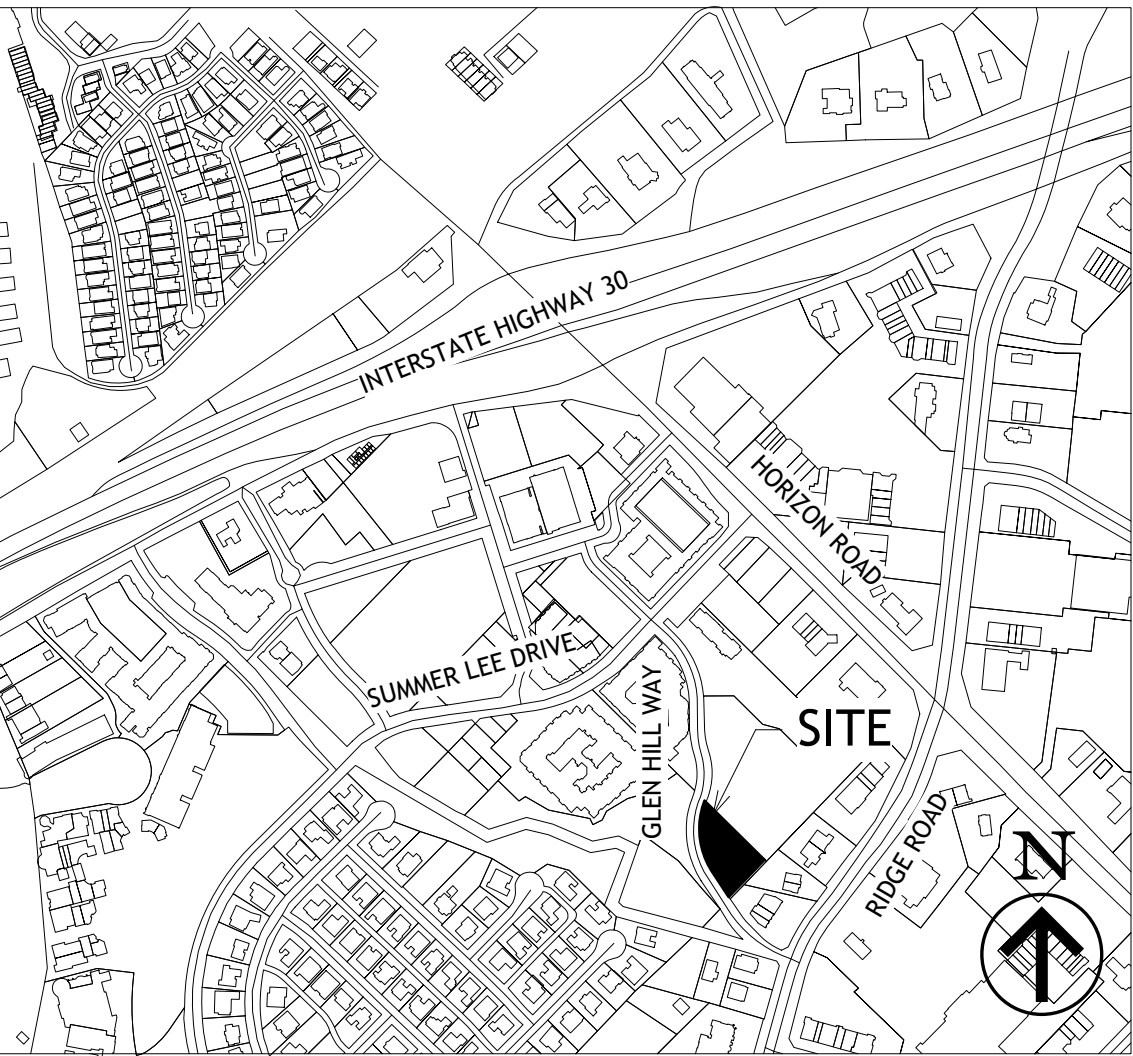 INTERSTATE HIGHWAY 30
HORIZON ROAD
SUMMER LEE DRIVE
GLEN HILL WAY
SITE
RIDGE ROAD
N